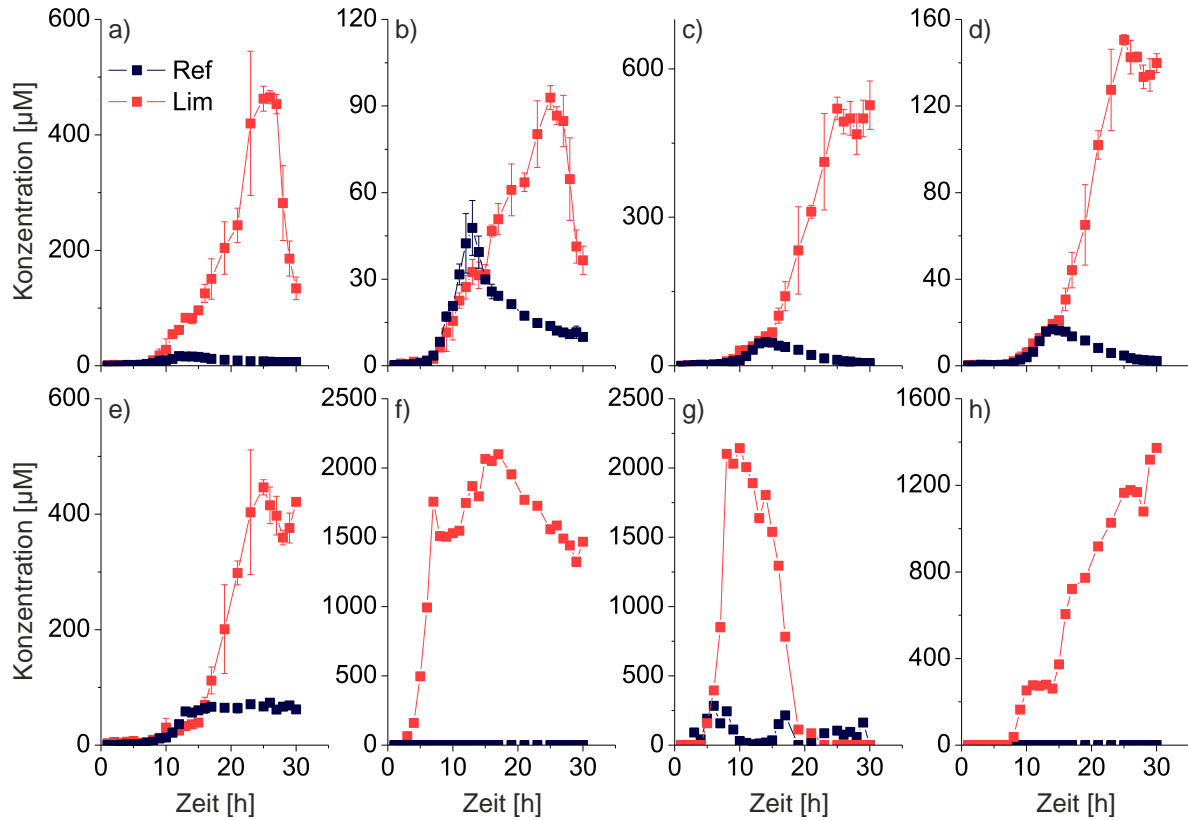 a) b) c) d)
Ref
Lim
Konzentration [µM]
600 400 200 0
120 90 60 30 0
600 300 0
160 120 80 40 0
e) f) g) h)
Konzentration [µM]
600 400 200 0
2500 2000 1500 1000 500 0
2500 2000 1500 1000 500 0
1600 1200 800 400 0
0 10 20 30
0 10 20 30
0 10 20 30
0 10 20 30
Zeit [h] Zeit [h] Zeit [h] Zeit [h]